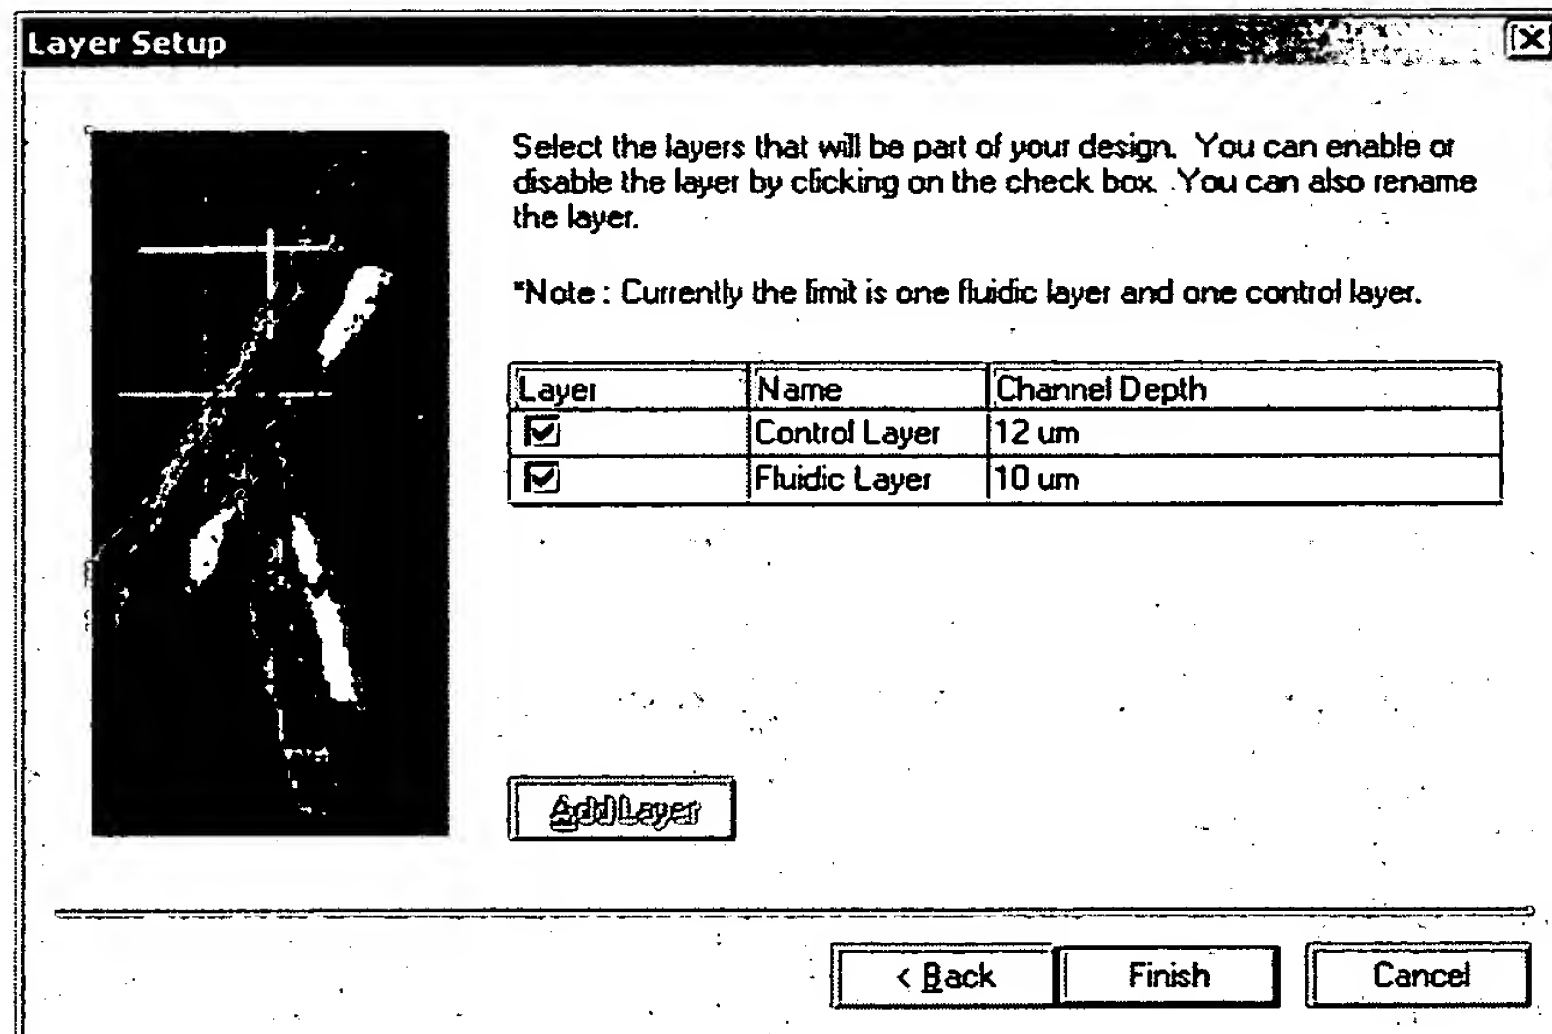 Layer Setup
Select the layers that will be part of your design. You can enable or
disable the layer by clicking on the check box. You can also rename
the layer.
*Note : Currently the limit is one fluidic layer and one control layer.
Layer Name Channel Depth
Control Layer 12 um
Fluidic Layer 10 um
Add Layer
< Back Finish Cancel